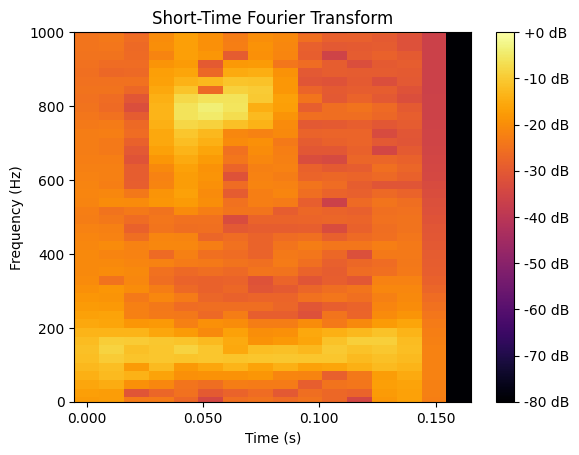 Short-Time Fourier Transform
1000
800
600
400
200
0
Frequency (Hz)
0.000
0.050
0.100
0.150
Time (s)
+0 dB
-10 dB
-20 dB
-30 dB
-40 dB
-50 dB
-60 dB
-70 dB
-80 dB